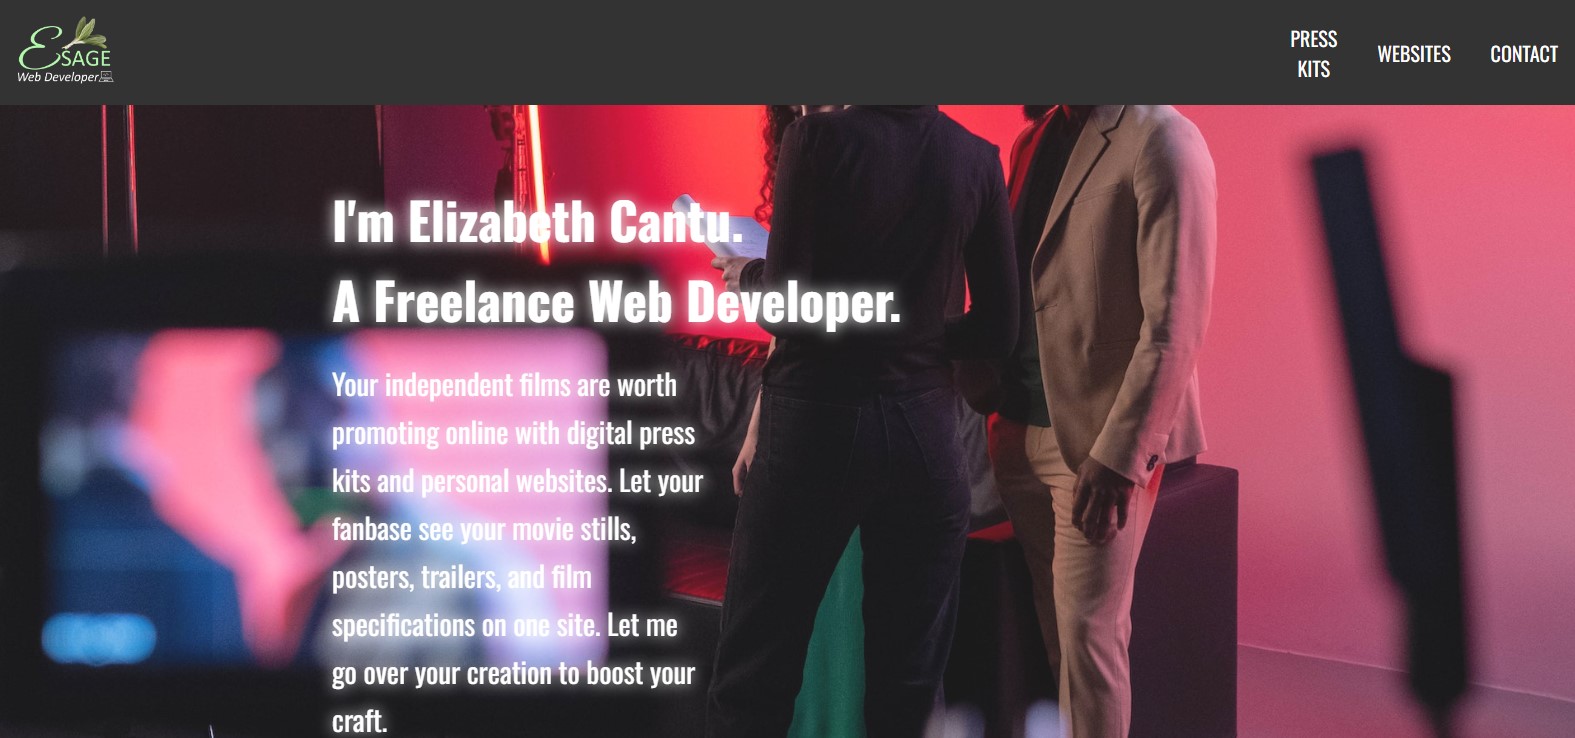 ESAGE
Web Developer
PRESS
KITS
WEBSITES
CONTACT
I'm Elizabeth Cantu.
A Freelance Web Developer.
Your independent films are worth
promoting online with digital press
kits and personal websites. Let your
fanbase see your movie stills,
posters, trailers, and film
specifications on one site. Let me
go over your creation to boost your
craft.